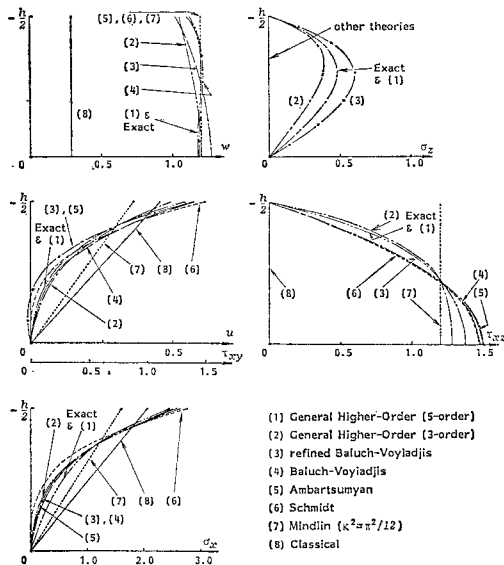 -h/2
(5),(6),(7)
(2)
(3)
(4)
(8)
(1) &
Exact
0
0.5
1.0
w
-h/2
other theories
Exact
& (1)
(2)
(3)
0
0.5
1.0
σz
-h/2
(3),(5)
Exact
& (1)
(4)
(7)
(8)
(6)
(2)
0
0.5
u
0
0.5
1.0
1.5
τxy
-h/2
(2)
Exact
& (1)
(8)
(6)
(3)
(7)
(4)
(5)
0
0.5
1.0
1.5
τxz
-h/2
Exact
(2) & (1)
(7)
(8)
(6)
(3),(4)
(5)
0
1.0
2.0
σx
3.0
(1) General Higher-Order (5-order)
(2) General Higher-Order (3-order)
(3) refined Baluch-Voyiadjis
(4) Baluch-Voyiadjis
(5) Ambartsumyan
(6) Schmidt
(7) Mindlin (κ²=π²/12)
(8) Classical